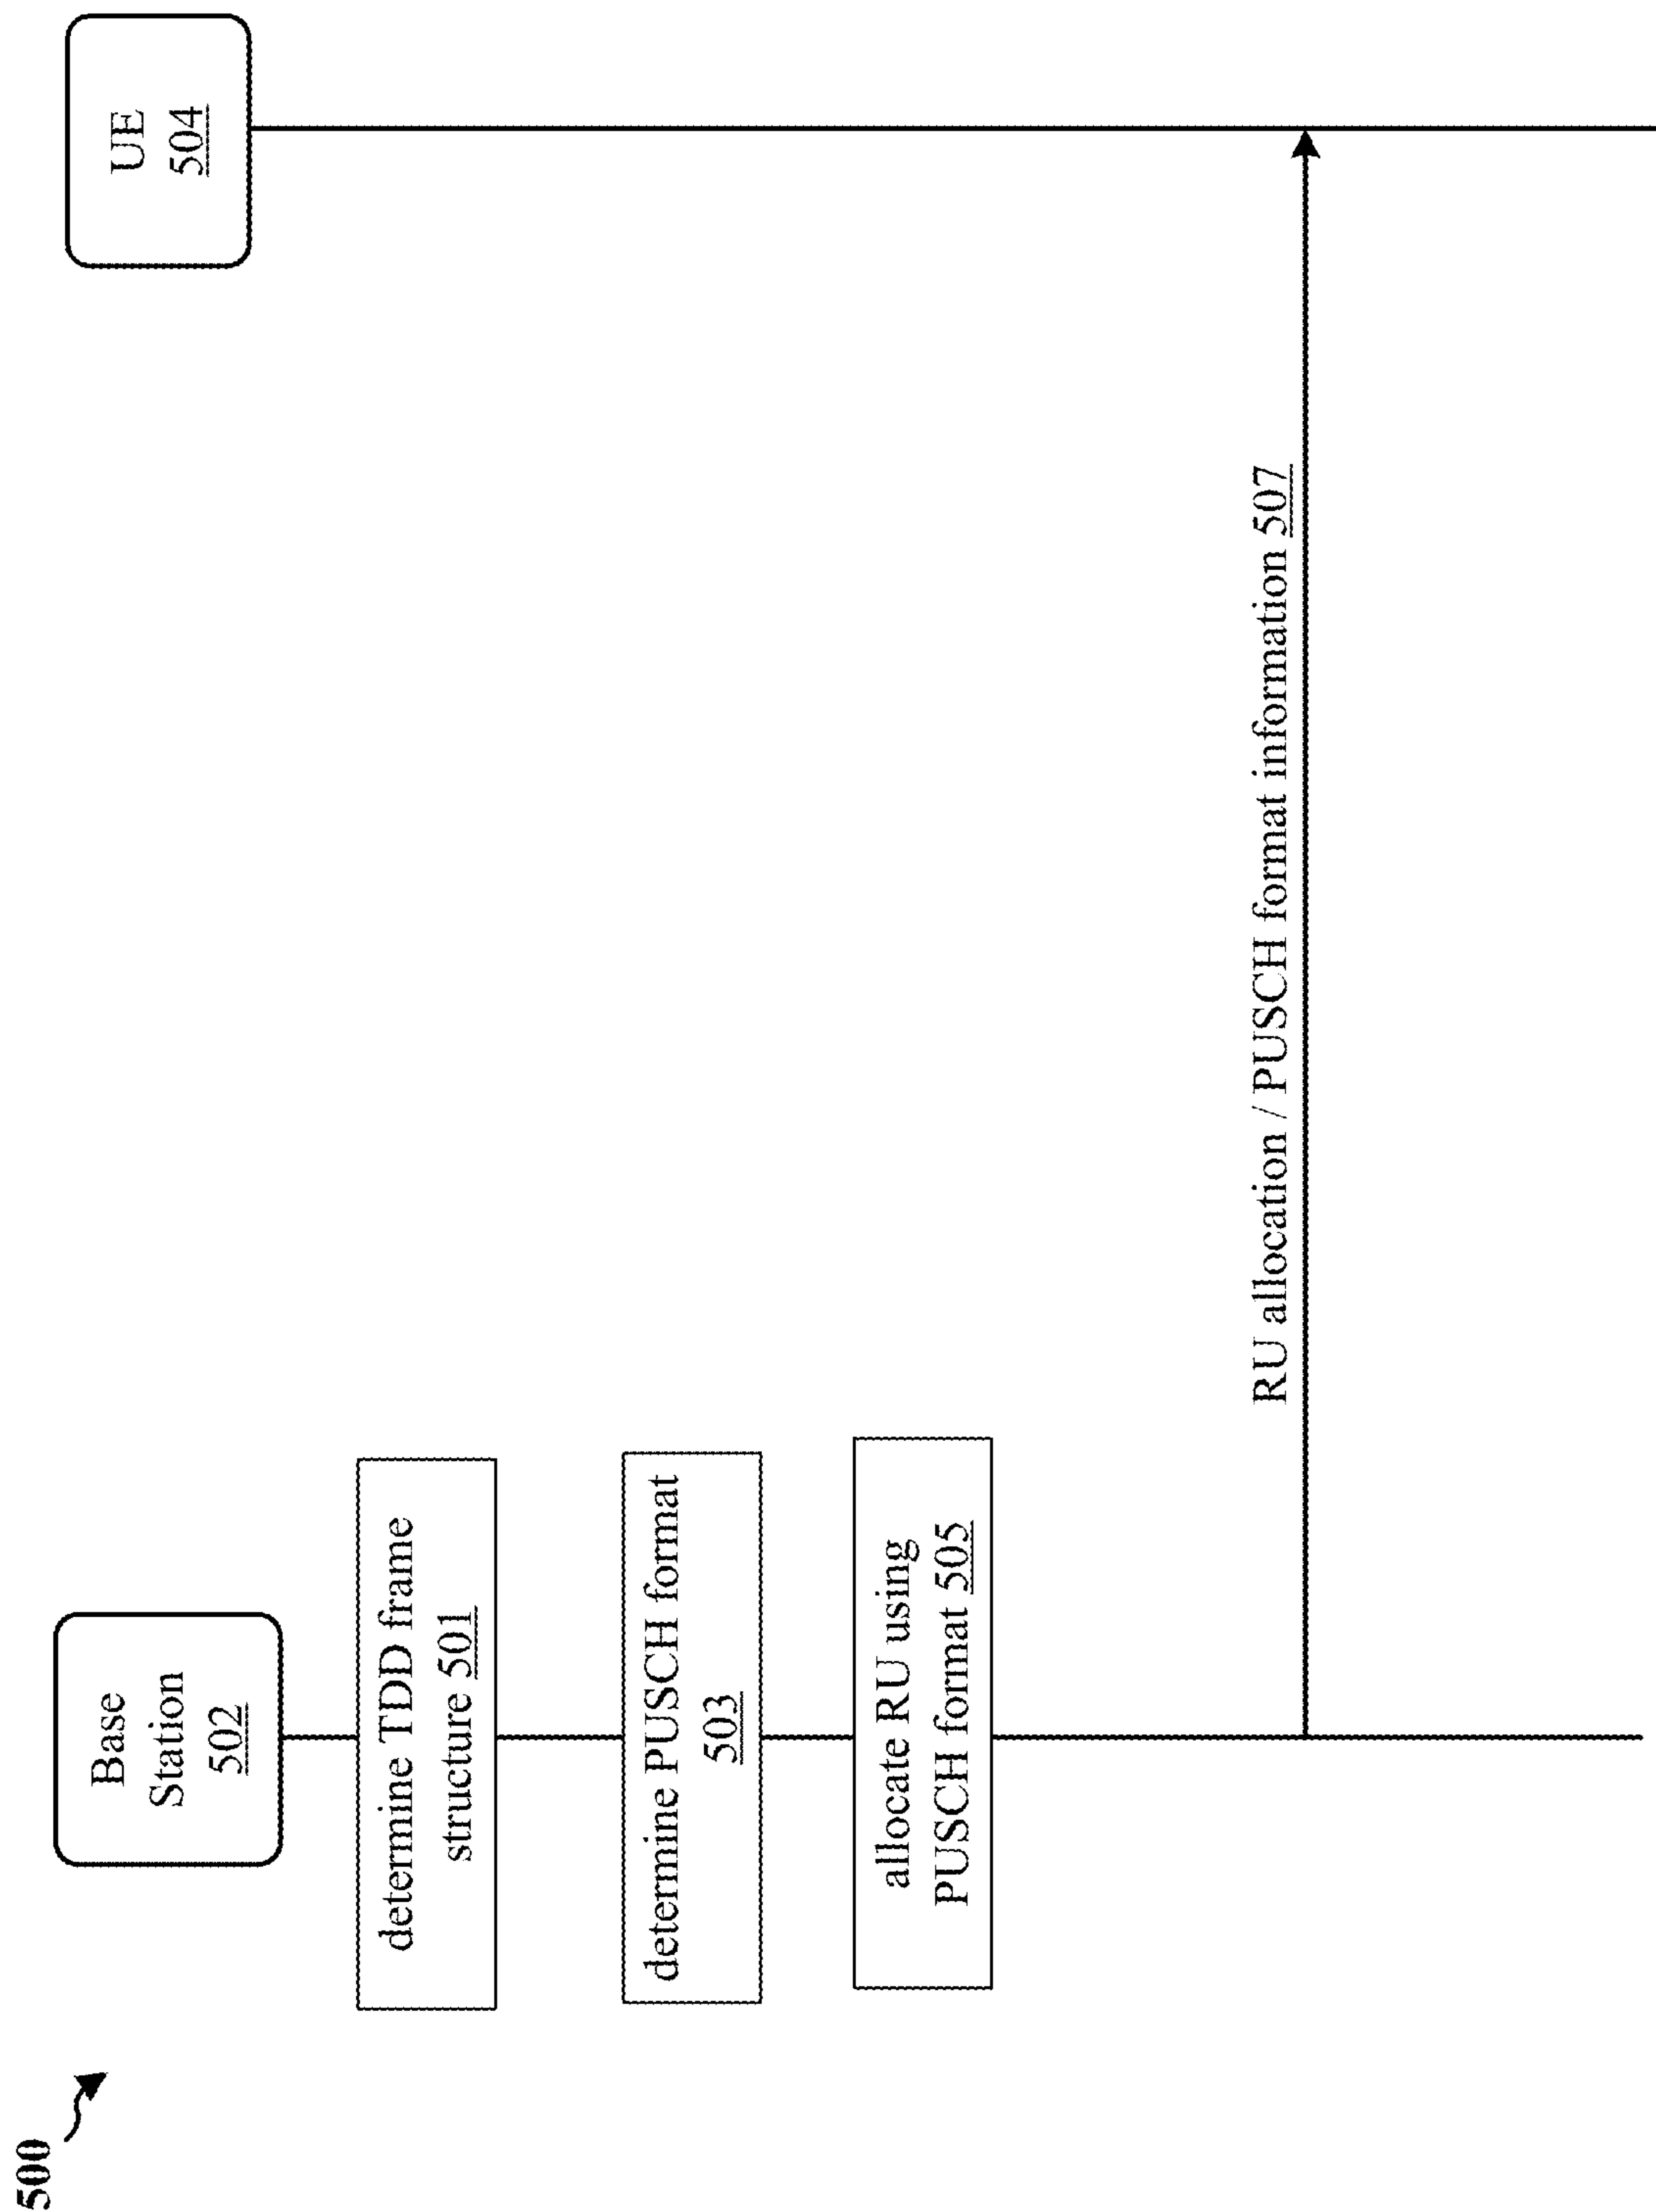 500
Base
Station
502
UE
504
determine TDD frame
structure 501
determine PUSCH format
503
allocate RU using
PUSCH format 505
RU allocation / PUSCH format information 507